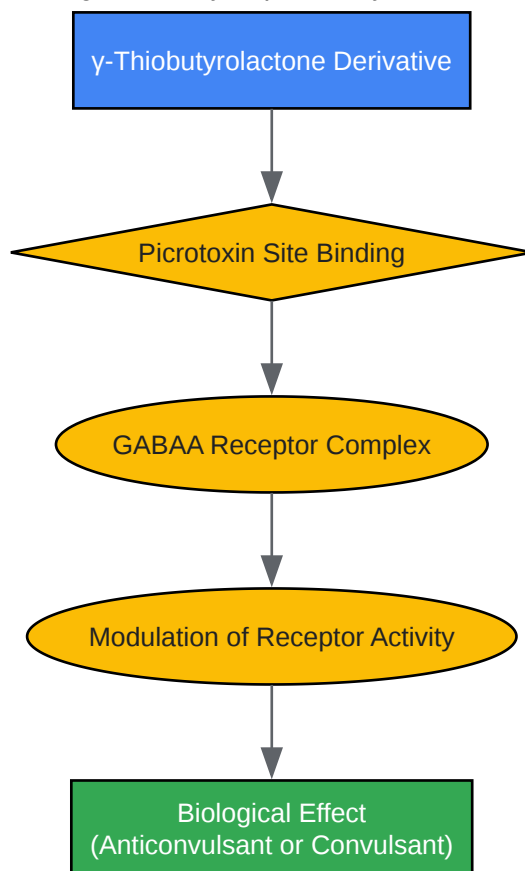 γ-Thiobutyrolactone Derivative
Picrotoxin Site Binding
GABAA Receptor Complex
Modulation of Receptor Activity
Biological Effect
(Anticonvulsant or Convulsant)